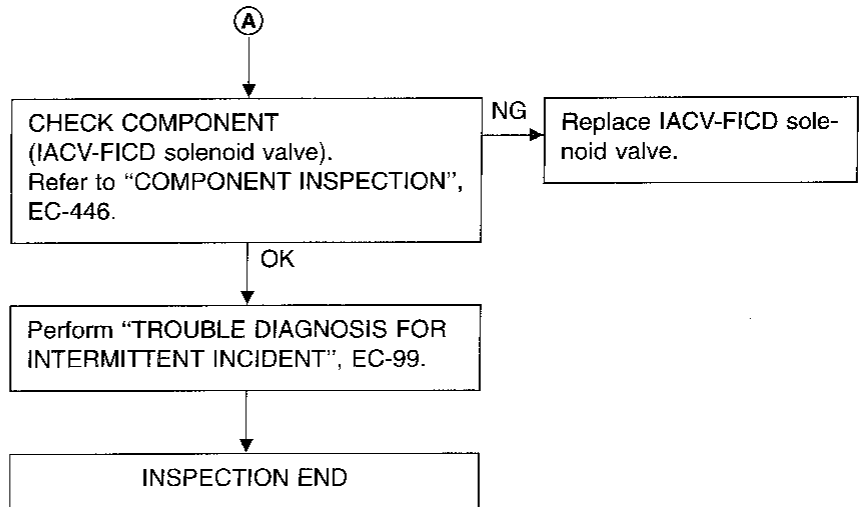 A
CHECK COMPONENT
(IACV-FICD solenoid valve).
Refer to “COMPONENT INSPECTION”,
EC-446.
NG
Replace IACV-FICD sole-
noid valve.
OK
Perform “TROUBLE DIAGNOSIS FOR
INTERMITTENT INCIDENT”, EC-99.
INSPECTION END